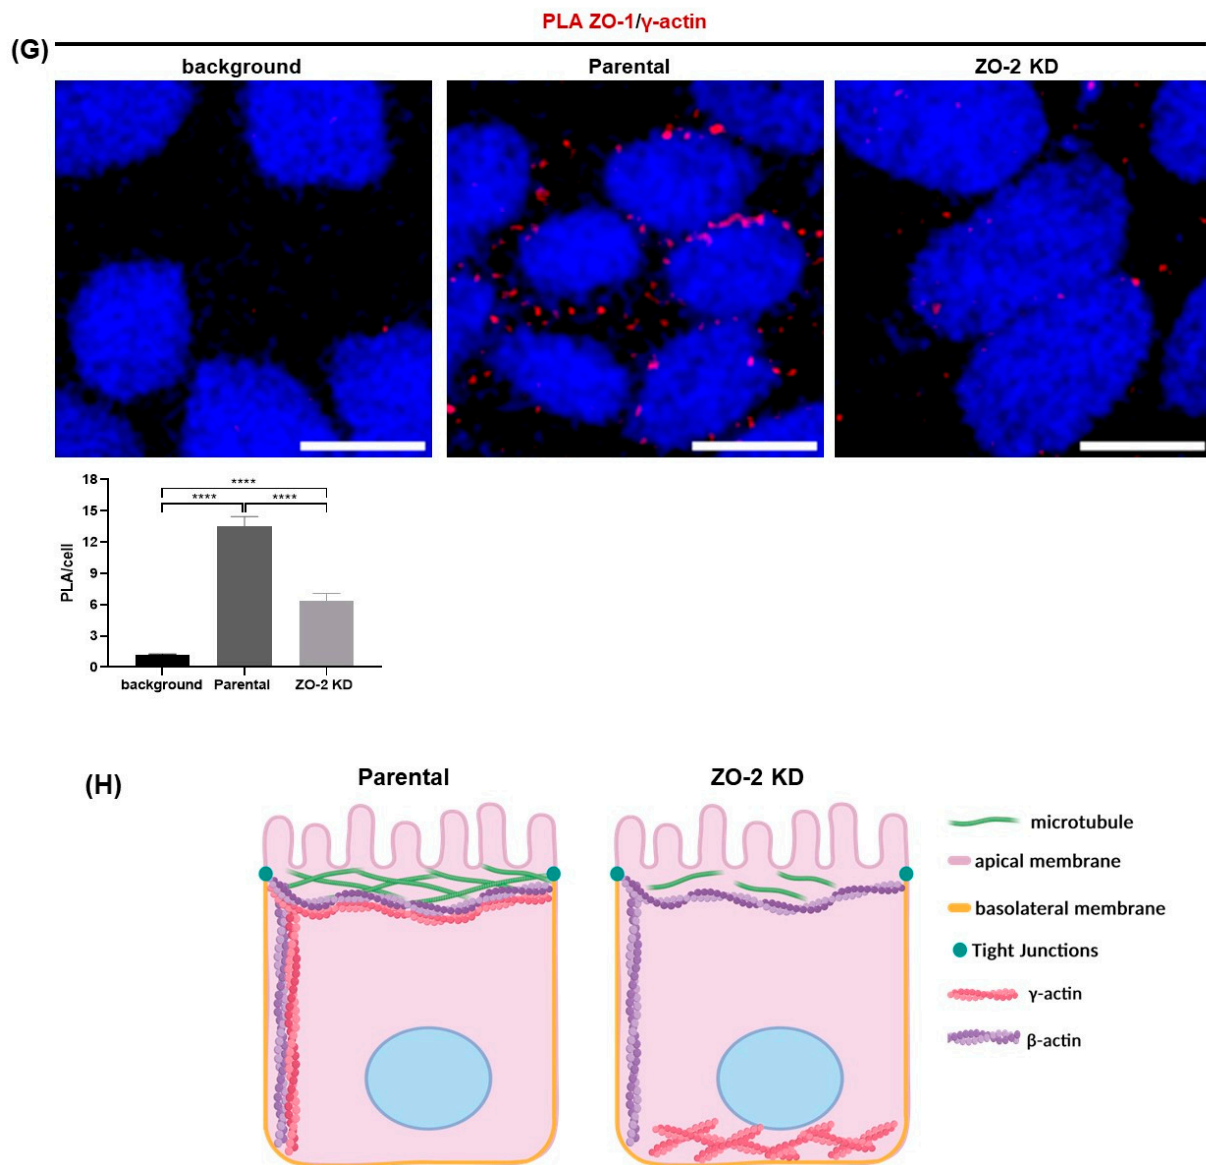 PLA ZO-1/γ-actin
(G)
background Parental ZO-2 KD
18
15
12
9
6
3
0
PLA/cell
****
**** ****
background Parental ZO-2 KD
(H)
Parental ZO-2 KD
microtubule
apical membrane
basolateral membrane
Tight Junctions
γ-actin
β-actin